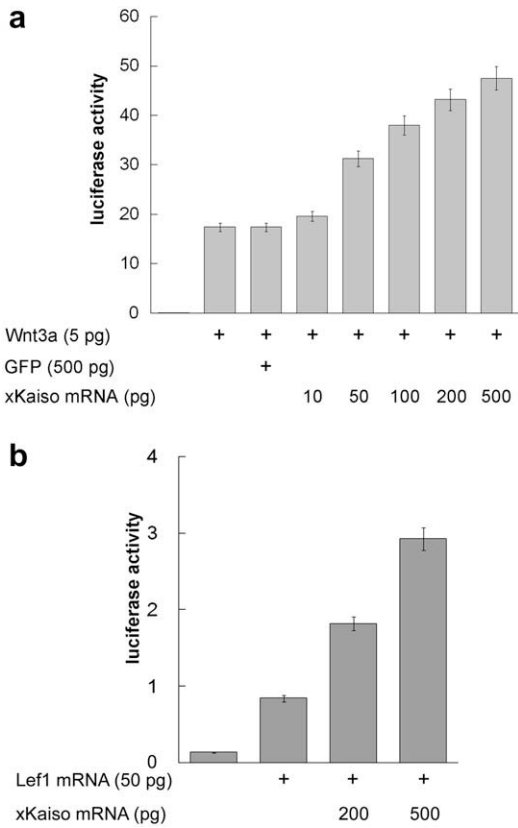 a
60
50
40
30
20
10
0
luciferase activity
Wnt3a (5 pg) + + + + + + +
GFP (500 pg) +
xKaiso mRNA (pg) 10 50 100 200 500
b
4
3
2
1
0
luciferase activity
Lef1 mRNA (50 pg) + + +
xKaiso mRNA (pg) 200 500